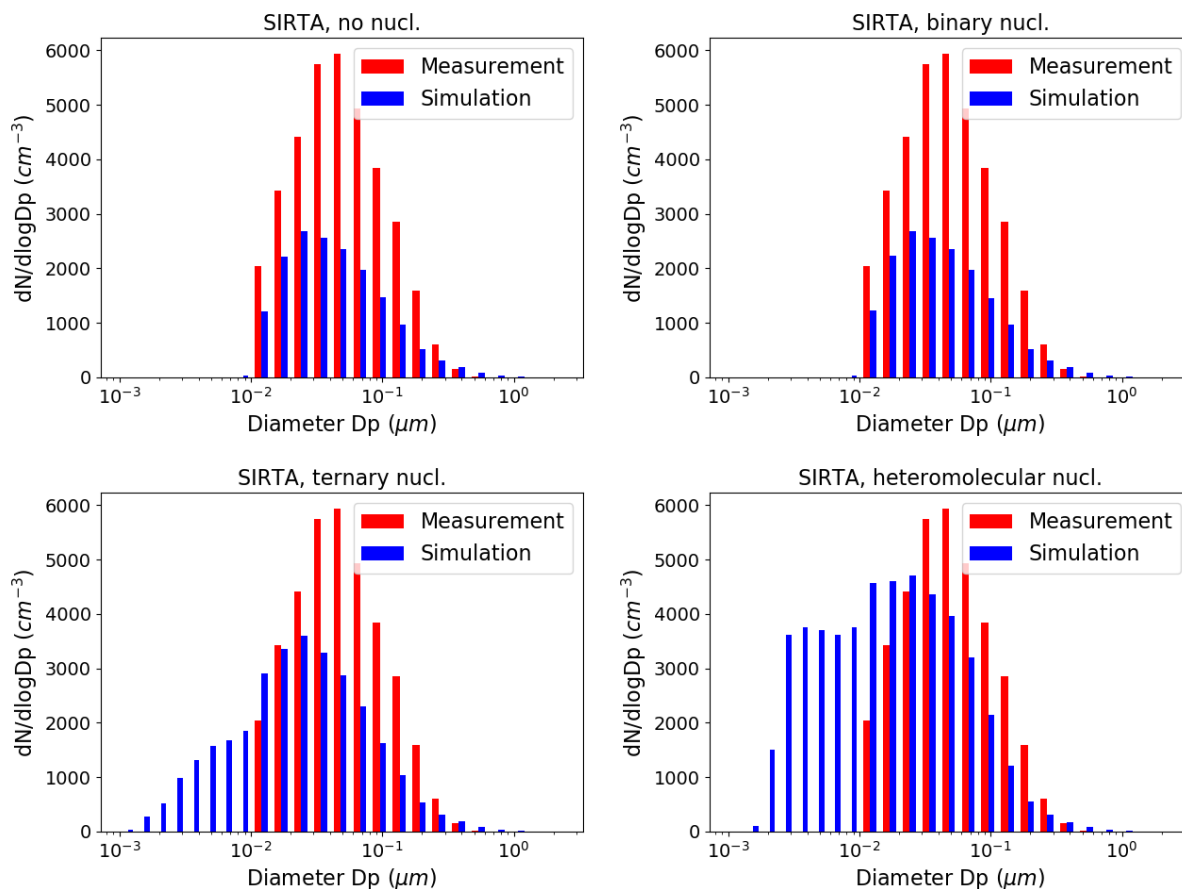 SIRTA, no nucl.
6000
5000
4000
3000
2000
1000
0
dN/dlogDp (cm⁻³)
Measurement
Simulation
10⁻³
10⁻²
10⁻¹
10⁰
Diameter Dp (μm)
SIRTA, binary nucl.
6000
5000
4000
3000
2000
1000
0
dN/dlogDp (cm⁻³)
Measurement
Simulation
10⁻³
10⁻²
10⁻¹
10⁰
Diameter Dp (μm)
SIRTA, ternary nucl.
6000
5000
4000
3000
2000
1000
0
dN/dlogDp (cm⁻³)
Measurement
Simulation
10⁻³
10⁻²
10⁻¹
10⁰
Diameter Dp (μm)
SIRTA, heteromolecular nucl.
6000
5000
4000
3000
2000
1000
0
dN/dlogDp (cm⁻³)
Measurement
Simulation
10⁻³
10⁻²
10⁻¹
10⁰
Diameter Dp (μm)